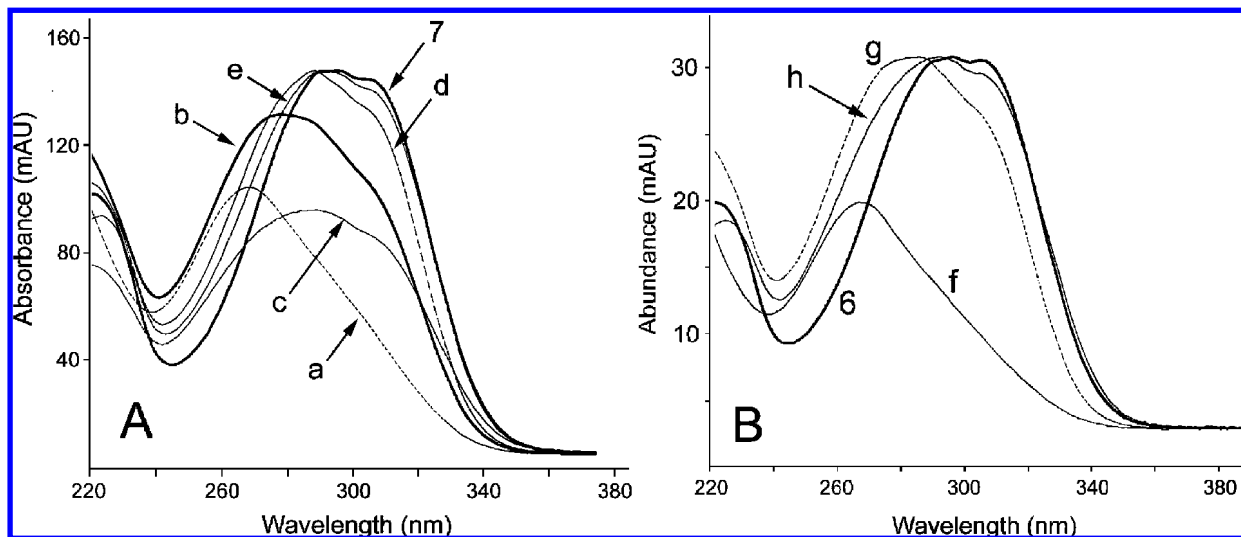 160
120
80
40
Absorbance (mAU)
7
e
d
b
c
a
A
220 260 300 340 380
Wavelength (nm)
30
20
10
Abundance (mAU)
g
h
6
f
B
220 260 300 340 380
Wavelength (nm)